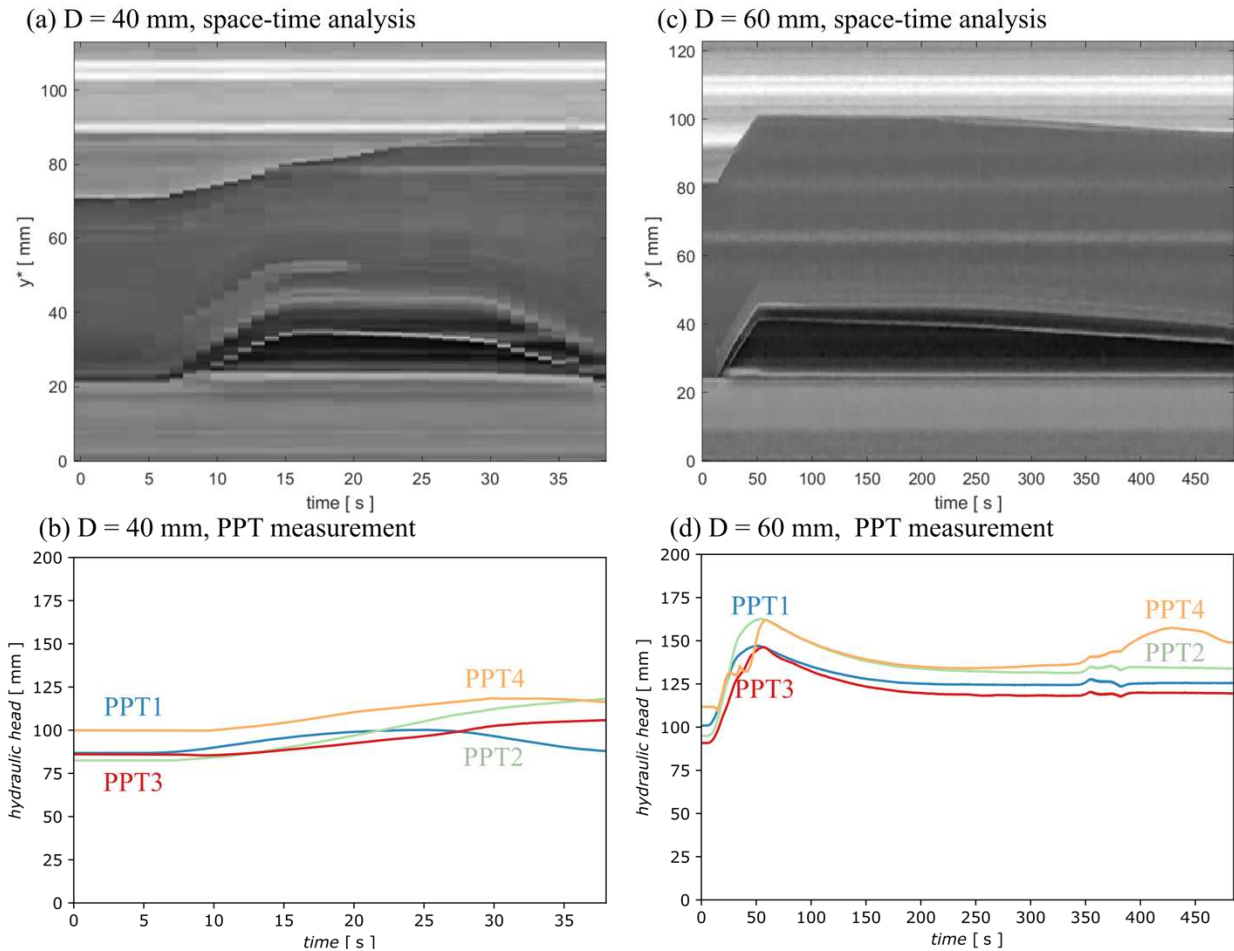 (a) D = 40 mm, space-time analysis
100
80
60
40
20
0
y* [ mm ]
0 5 10 15 20 25 30 35
time [ s ]
(c) D = 60 mm, space-time analysis
120
100
80
60
40
20
0
y* [ mm ]
0 50 100 150 200 250 300 350 400 450
time [ s ]
(b) D = 40 mm, PPT measurement
200
175
150
125
100
75
50
25
0
hydraulic head [ mm ]
PPT1
PPT4
PPT3
PPT2
0 5 10 15 20 25 30 35
time [ s ]
(d) D = 60 mm, PPT measurement
200
175
150
125
100
75
50
25
0
hydraulic head [ mm ]
PPT1
PPT4
PPT2
PPT3
0 50 100 150 200 250 300 350 400 450
time [ s ]